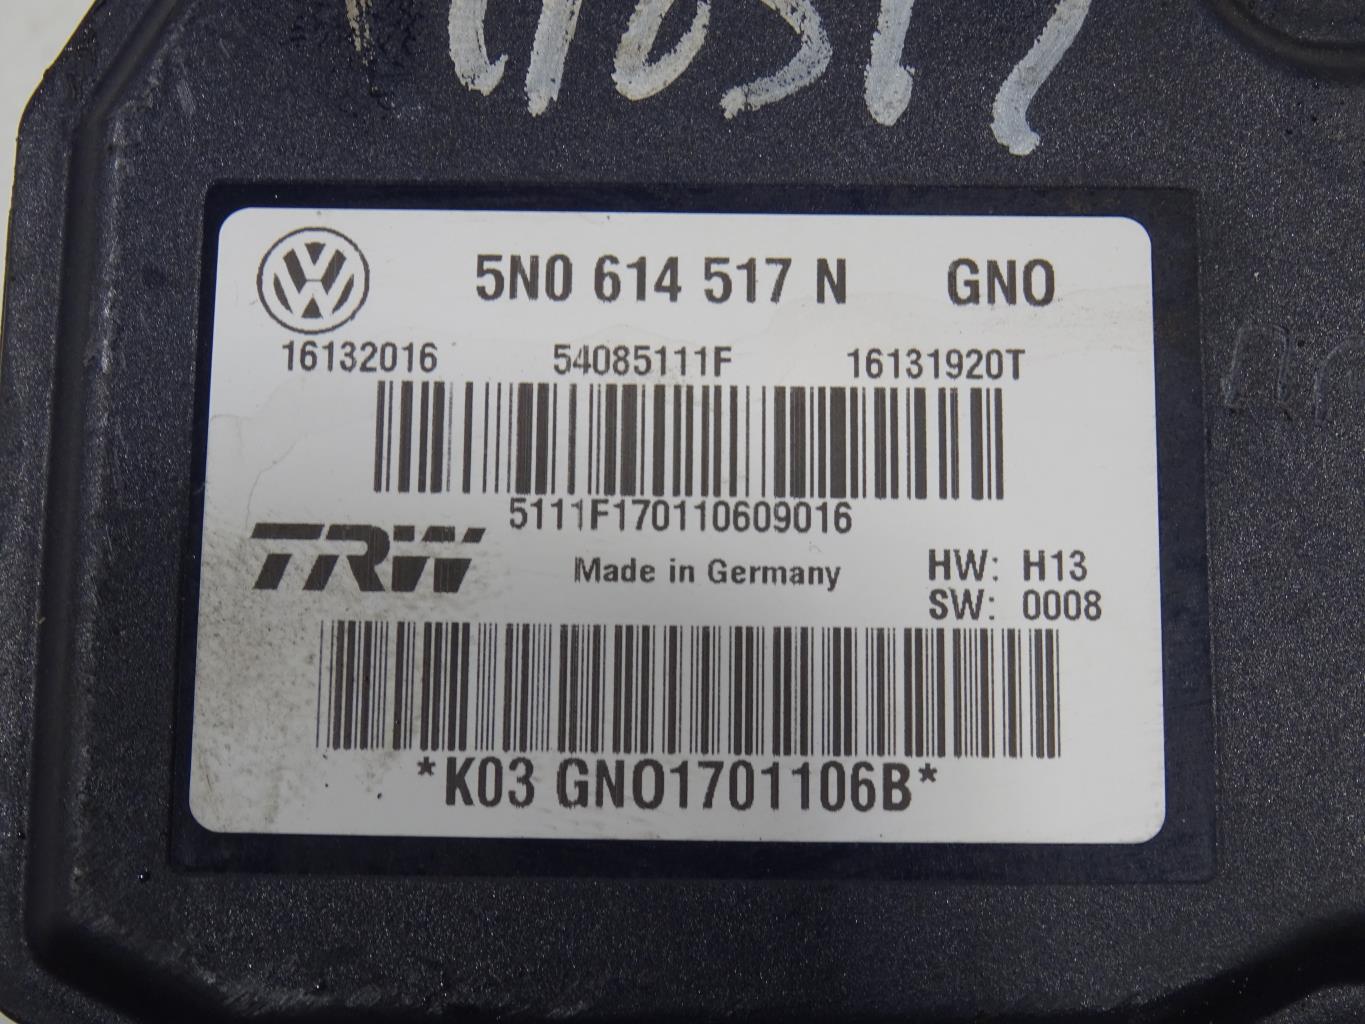 5N0 614 517 N GNO
16132016 54085111F 16131920T
5111F170110609016
TRW Made in Germany HW: H13
SW: 0008
*K03 GNO1701106B*